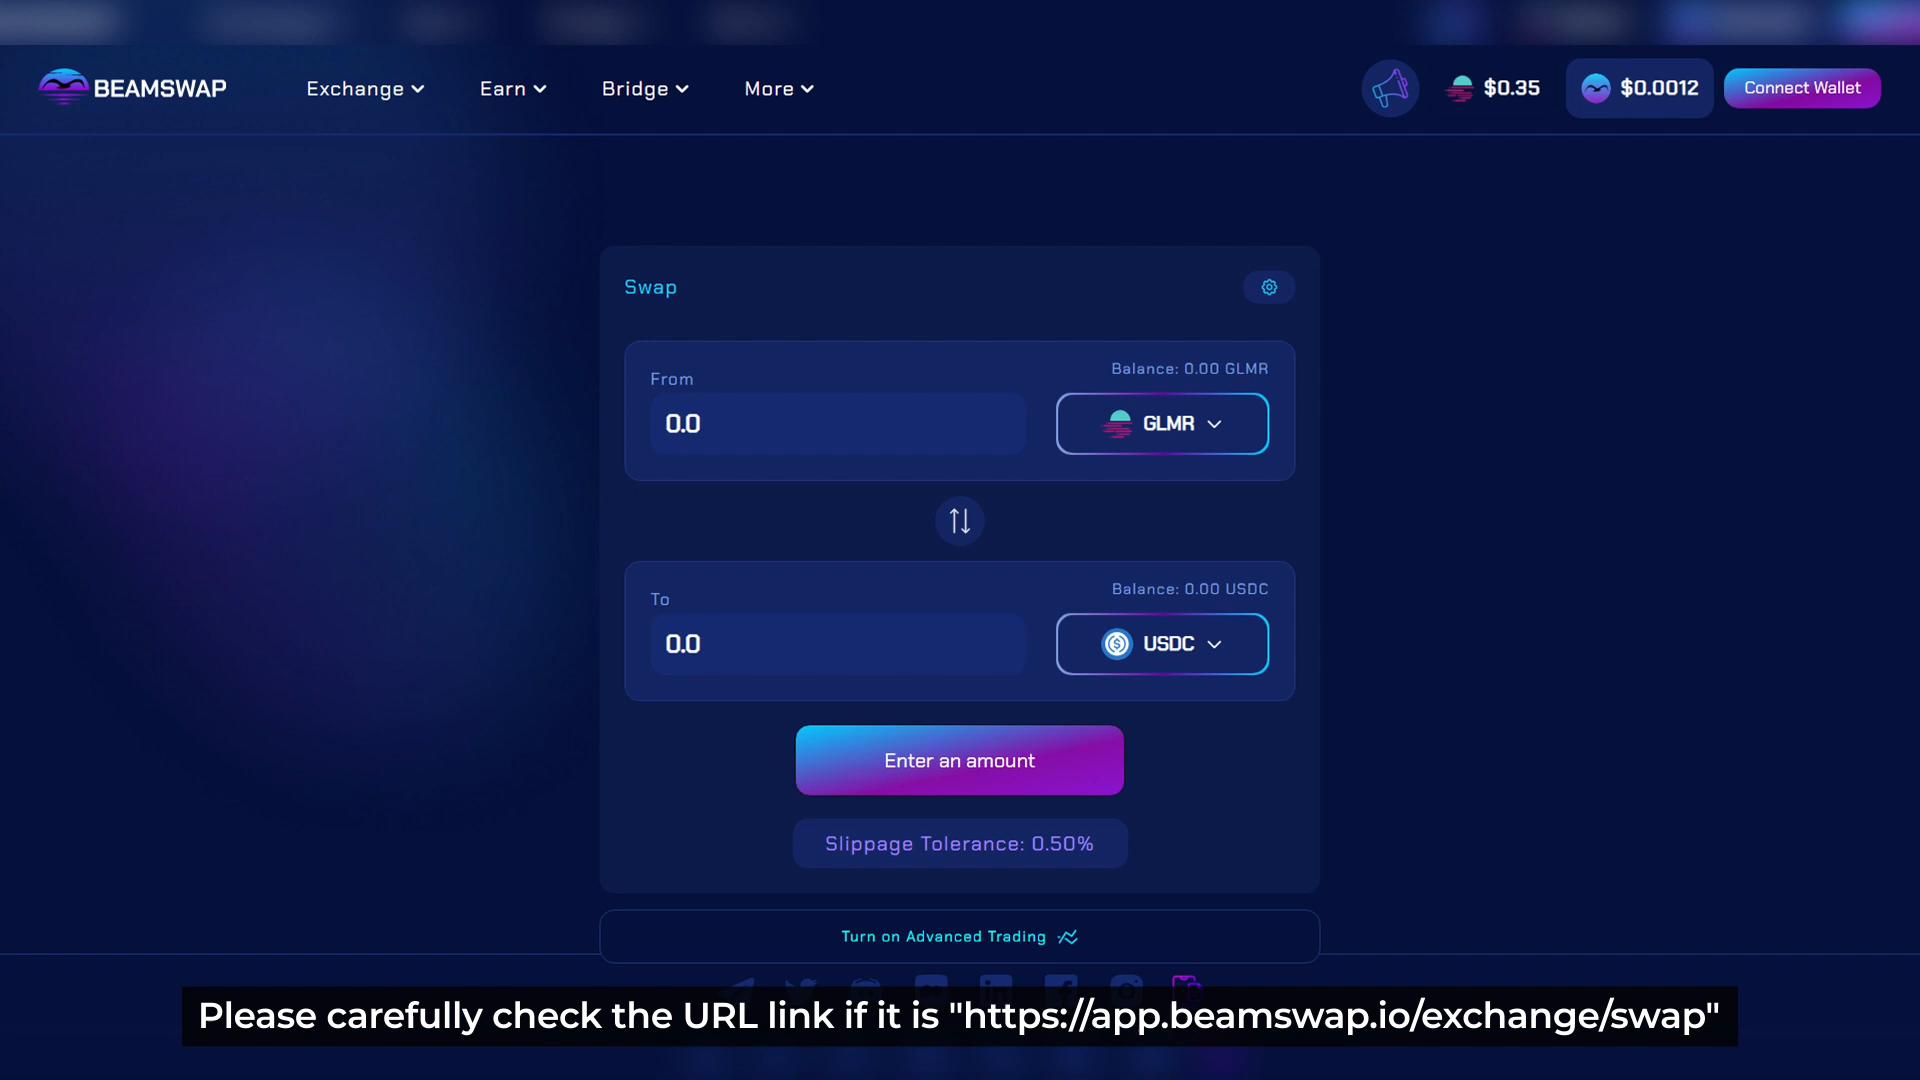 BEAMSWAP
Exchange
Earn
Bridge
More
$0.35
$0.0012
Connect Wallet
Swap
Balance: 0.00 GLMR
From
0.0
GLMR
Balance: 0.00 USDC
To
0.0
USDC
Enter an amount
Slippage Tolerance: 0.50%
Turn on Advanced Trading
Please carefully check the URL link if it is "https://app.beamswap.io/exchange/swap"